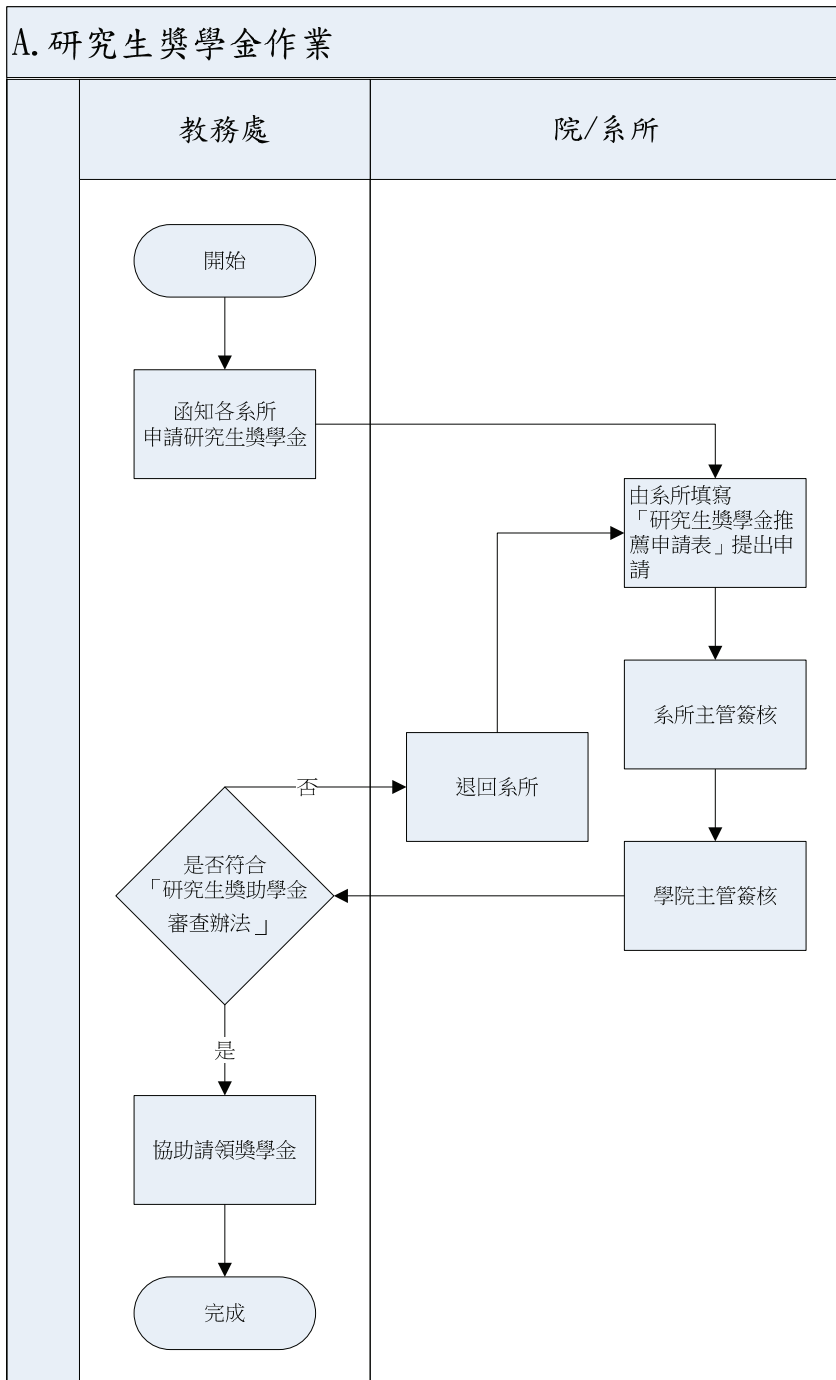 A.研究生獎學金作業
教務處
院/系所
開始
函知各系所
申請研究生獎學金
由系所填寫
「研究生獎學金推
薦申請表」提出申
請
系所主管簽核
退回系所
否
是否符合
「研究生獎助學金
審查辦法」
學院主管簽核
是
協助請領獎學金
完成